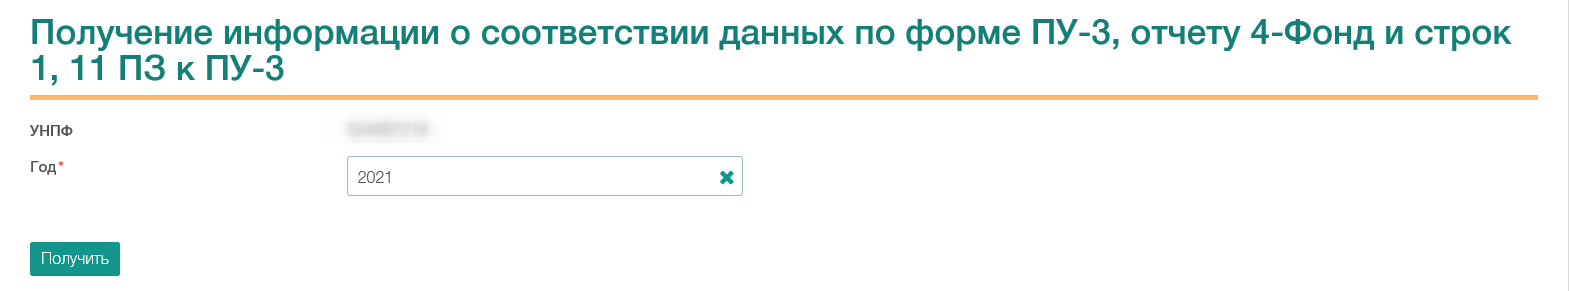 Получение информации о соответствии данных по форме ПУ-3, отчету 4-Фонд и строк
1, 11 ПЗ к ПУ-3
УНПФ
Год*
2021
Получить